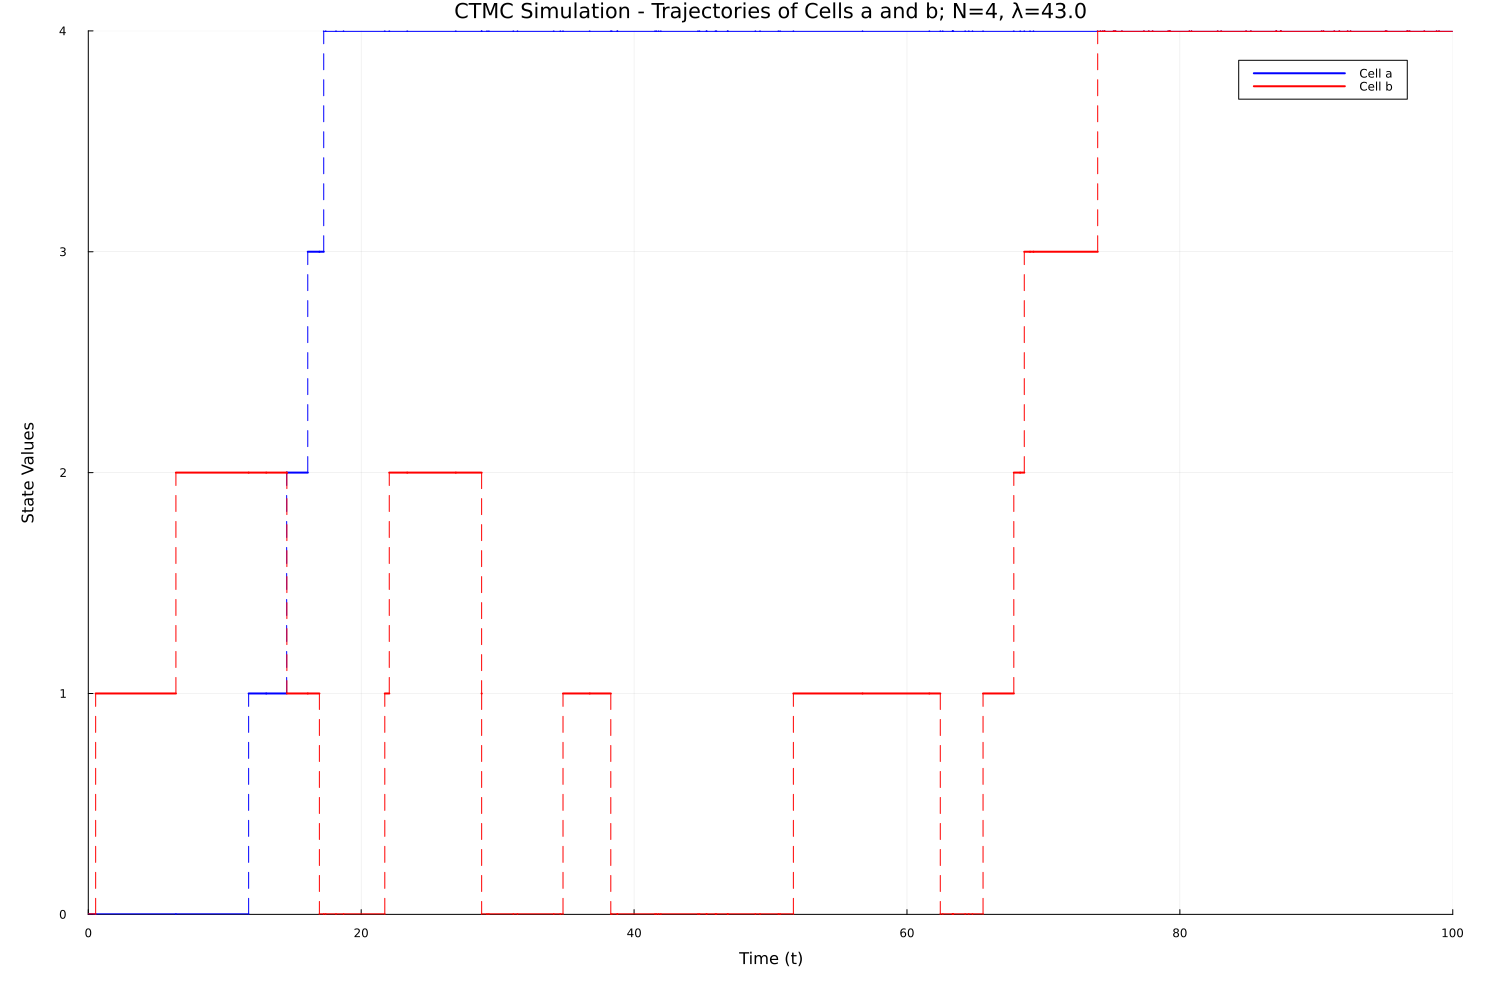 CTMC Simulation - Trajectories of Cells a and b; N=4, λ=43.0
4
Cell a
Cell b
3
State Values
2
1
0
0 20 40 60 80 100
Time (t)